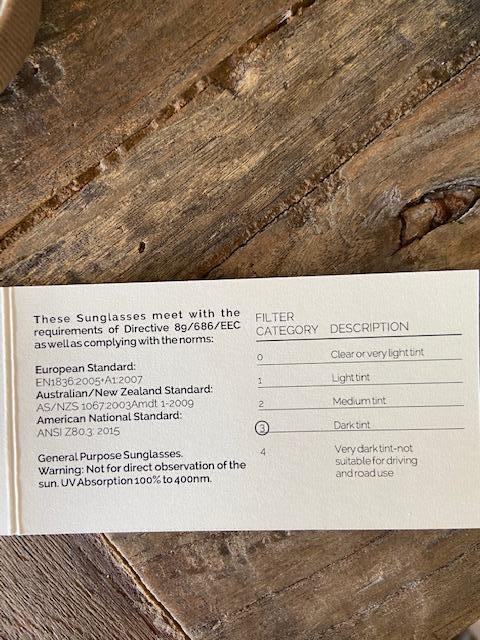 These Sunglasses meet with the
requirements of Directive 89/686/EEC
as well as complying with the norms:
European Standard:
EN1836:2005+A1:2007
Australian/New Zealand Standard:
AS/NZS 1067:2003Amdt 1-2009
American National Standard:
ANSI Z80.3: 2015
General Purpose Sunglasses.
Warning: Not for direct observation of the
sun. UV Absorption 100% to 400nm.
FILTER
CATEGORY DESCRIPTION
0 Clear or very light tint
1 Light tint
2 Medium tint
3 Dark tint
4 Very dark tint-not
suitable for driving
and road use